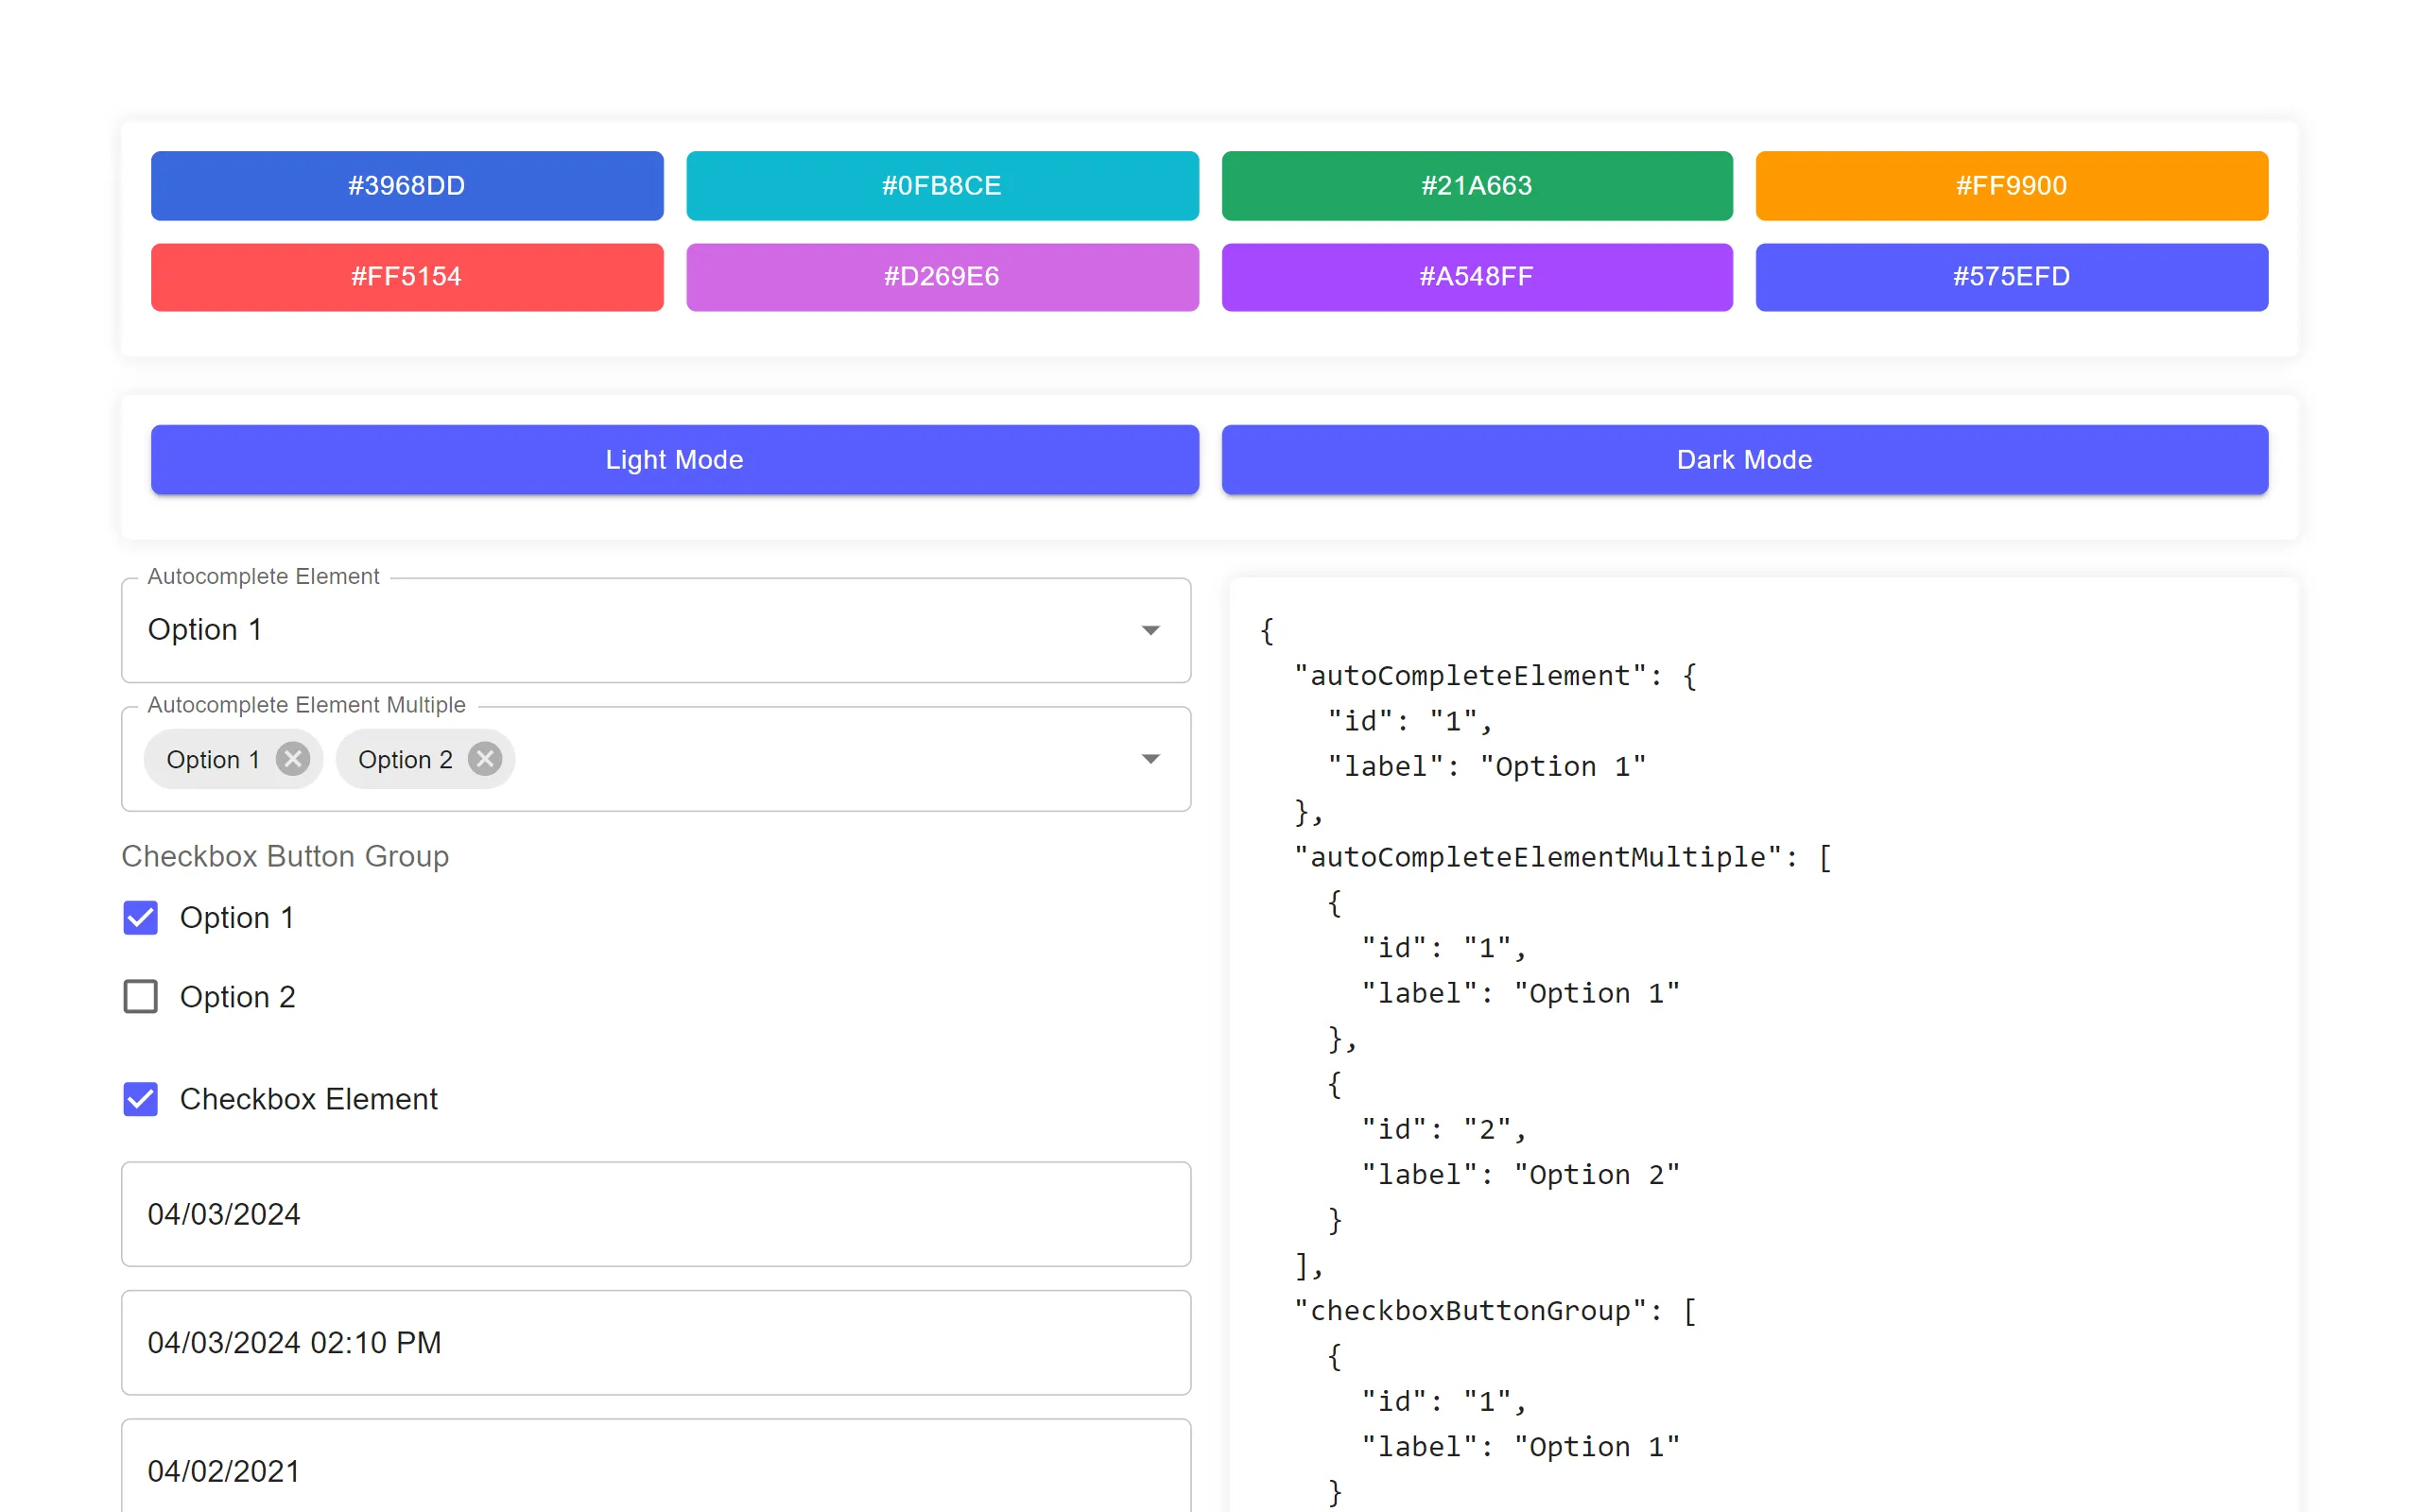 #3968DD #0FB8CE #21A663 #FF9900
#FF5154 #D269E6 #A548FF #575EFD
Light Mode Dark Mode
Autocomplete Element
Option 1
Autocomplete Element Multiple
Option 1 Option 2
Checkbox Button Group
Option 1
Option 2
Checkbox Element
04/03/2024
04/03/2024 02:10 PM
04/02/2021
{
  "autoCompleteElement": {
    "id": "1",
    "label": "Option 1"
  },
  "autoCompleteElementMultiple": [
    {
      "id": "1",
      "label": "Option 1"
    },
    {
      "id": "2",
      "label": "Option 2"
    }
  ],
  "checkboxButtonGroup": [
    {
      "id": "1",
      "label": "Option 1"
    }